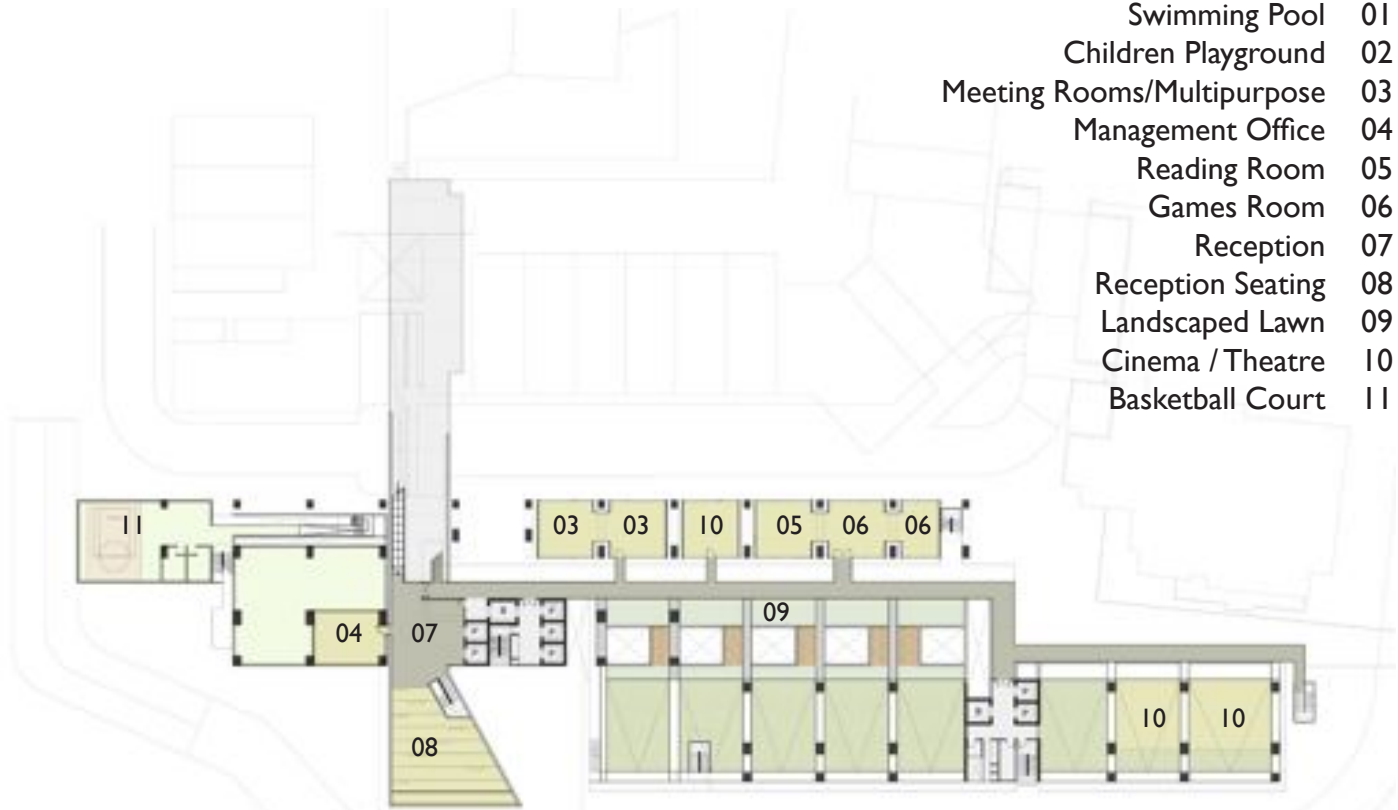 Swimming Pool 01
Children Playground 02
Meeting Rooms/Multipurpose 03
Management Office 04
Reading Room 05
Games Room 06
Reception 07
Reception Seating 08
Landscaped Lawn 09
Cinema / Theatre 10
Basketball Court 11
11 03 03 10 05 06 06
09
04 07
10 10
08